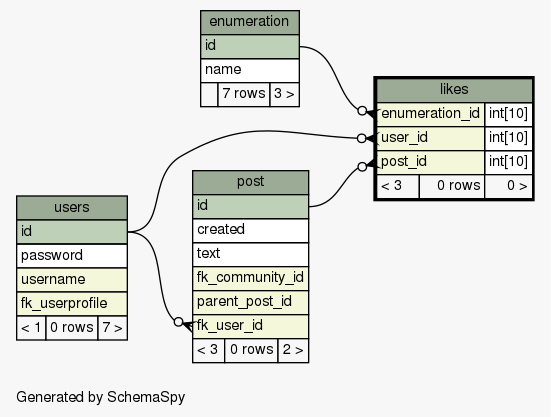 enumeration
id
name
7 rows 3 >
likes
enumeration_id int[10]
user_id int[10]
post_id int[10]
< 3 0 rows 0 >
post
id
created
text
fk_community_id
parent_post_id
fk_user_id
< 3 0 rows 2 >
users
id
password
username
fk_userprofile
< 1 0 rows 7 >
Generated by SchemaSpy